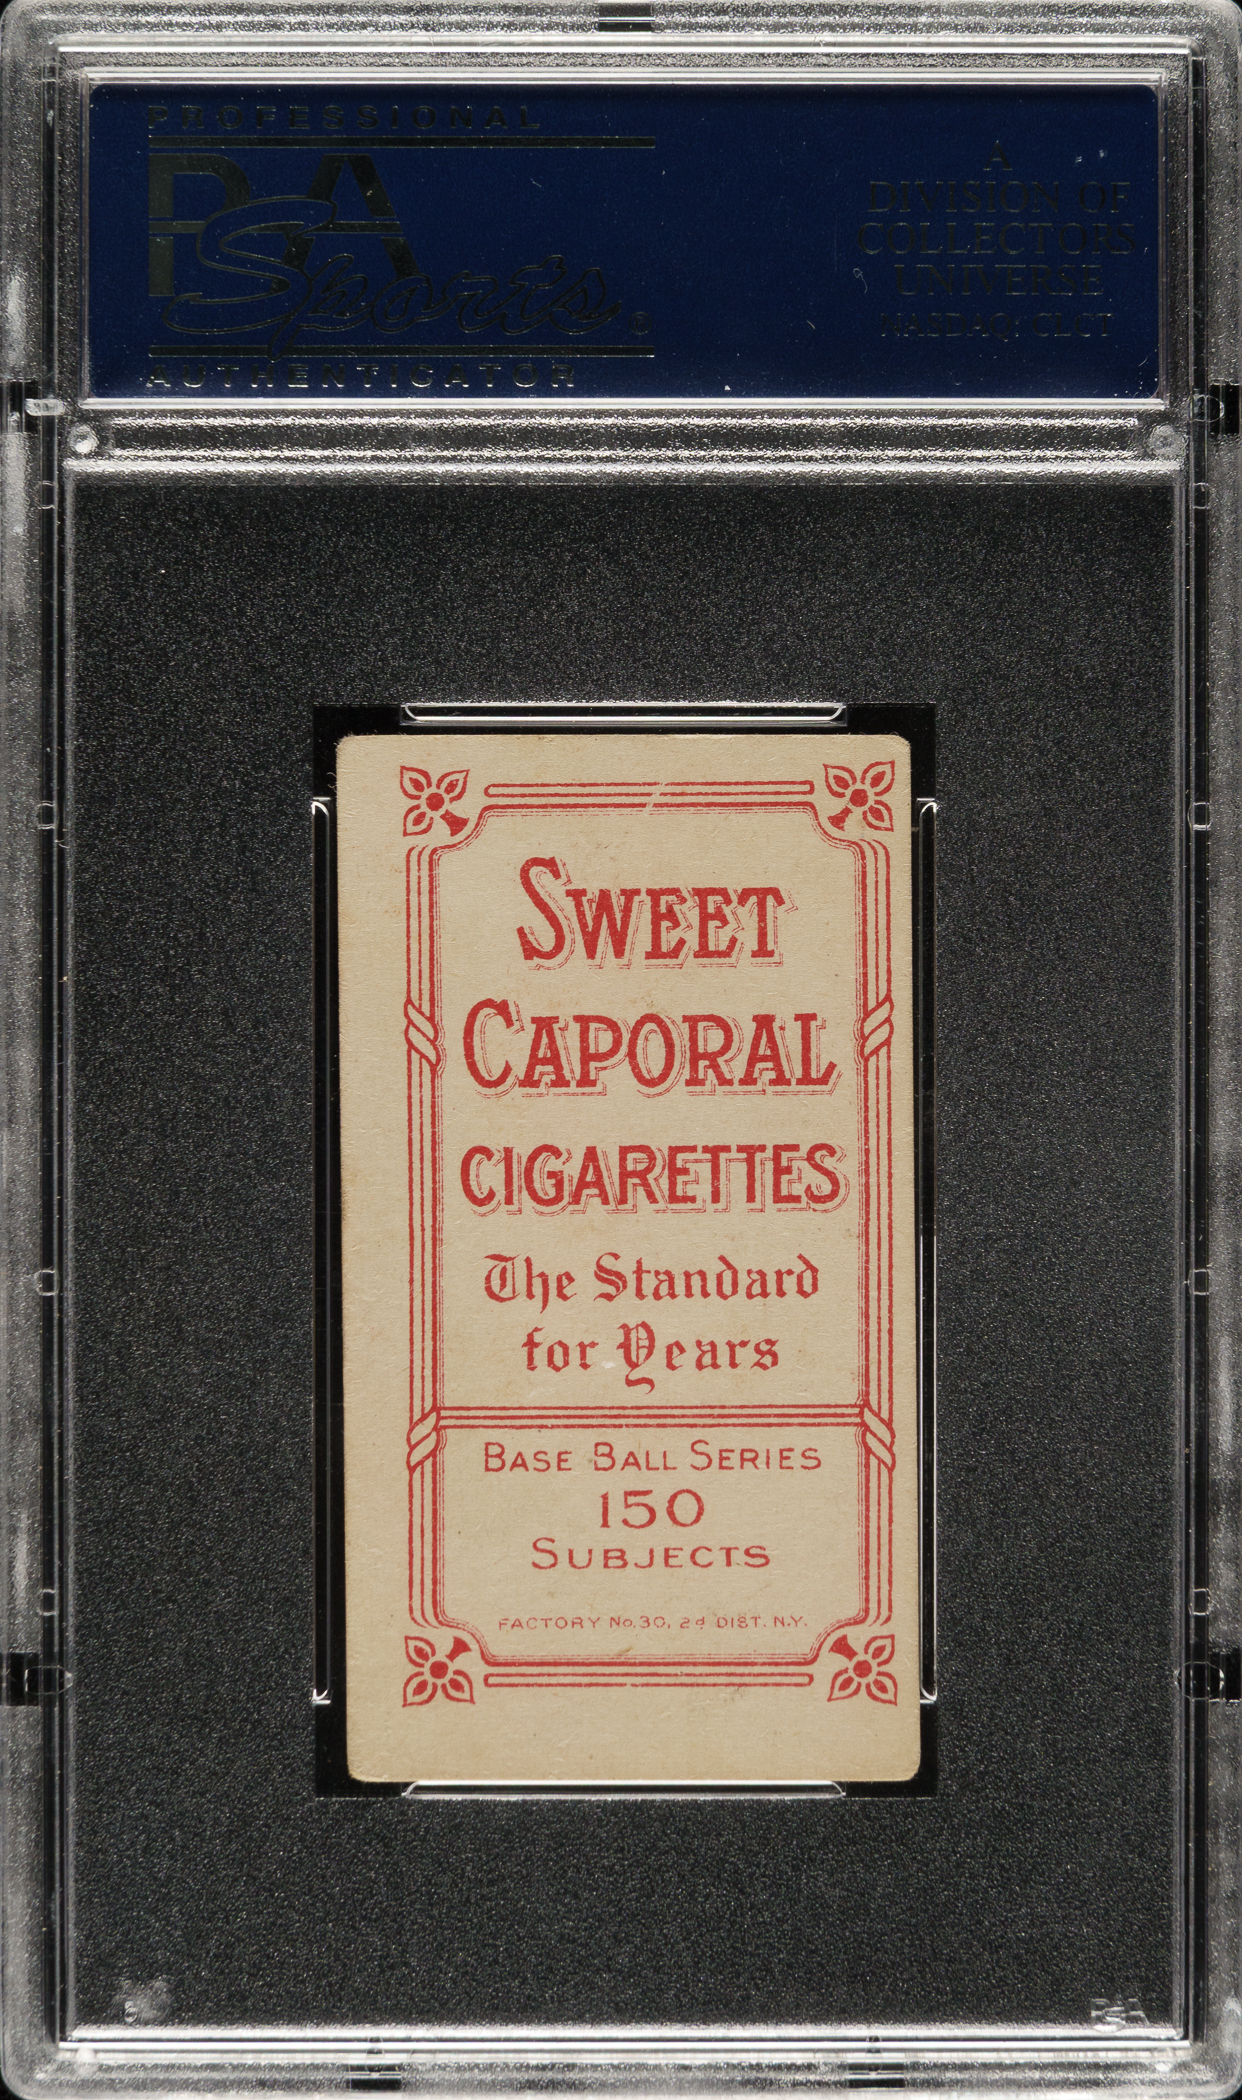 PROFESSIONAL
PSA
Sports ®
AUTHENTICATOR
A
DIVISION OF
COLLECTORS
UNIVERSE
NASDAQ: CLCT
SWEET
CAPORAL
CIGARETTES
The Standard
for Years
BASE BALL SERIES
150
SUBJECTS
FACTORY No. 30, 2d DIST. N.Y.
PSA